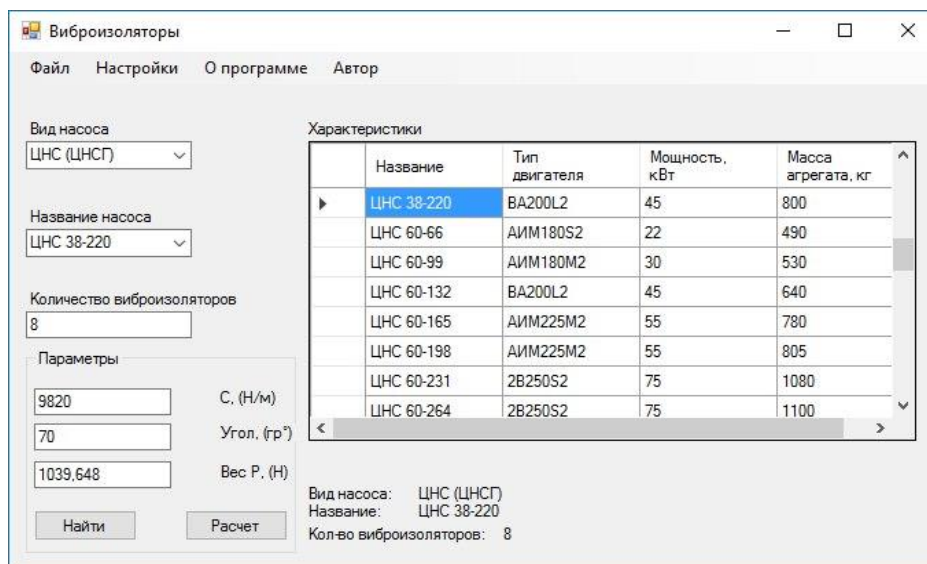 Виброизоляторы
Файл Настройки О программе Автор
Вид насоса
ЦНС (ЦНСГ)
Название насоса
ЦНС 38-220
Количество виброизоляторов
8
Параметры
9820 С, (Н/м)
70 Угол, (гр°)
1039,648 Вес Р, (Н)
Найти Расчет
Характеристики
Название Тип двигателя Мощность, кВт Масса агрегата, кг
ЦНС 38-220 ВА200L2 45 800
ЦНС 60-66 АИМ180S2 22 490
ЦНС 60-99 АИМ180М2 30 530
ЦНС 60-132 ВА200L2 45 640
ЦНС 60-165 АИМ225М2 55 780
ЦНС 60-198 АИМ225М2 55 805
ЦНС 60-231 2В250S2 75 1080
ЦНС 60-264 2В250S2 75 1100
Вид насоса: ЦНС (ЦНСГ)
Название: ЦНС 38-220
Кол-во виброизоляторов: 8